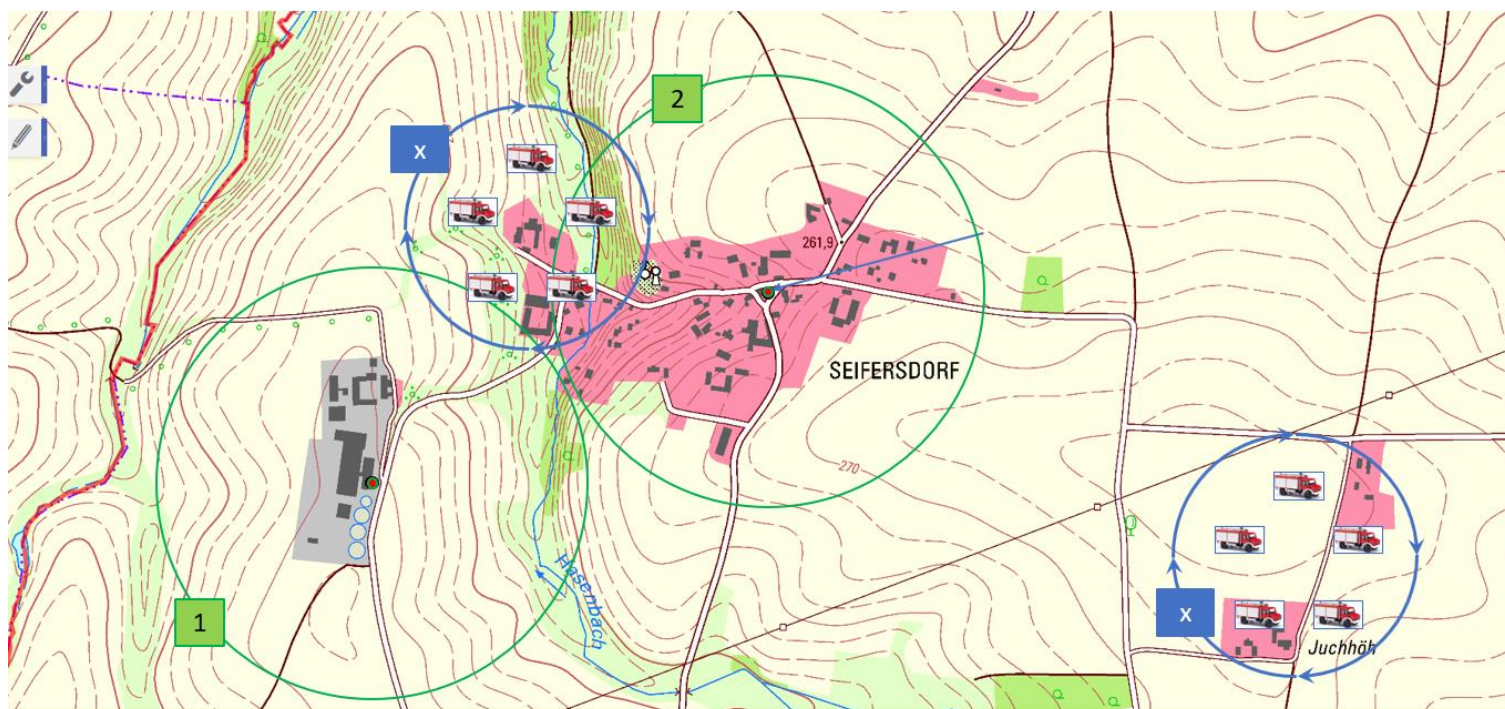 2
x
261,9
SEIFERSDORF
270
Hasenbach
1
x
Juchhöh